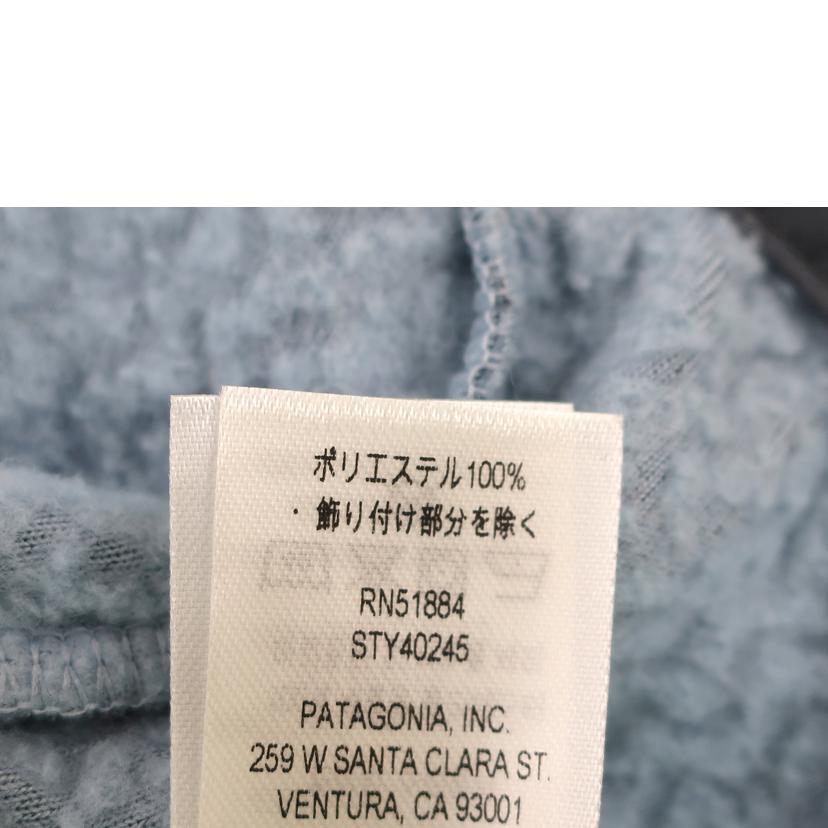 ポリエステル100%
・飾り付け部分を除く
RN51884
STY40245
PATAGONIA, INC.
259 W SANTA CLARA ST.
VENTURA, CA 93001